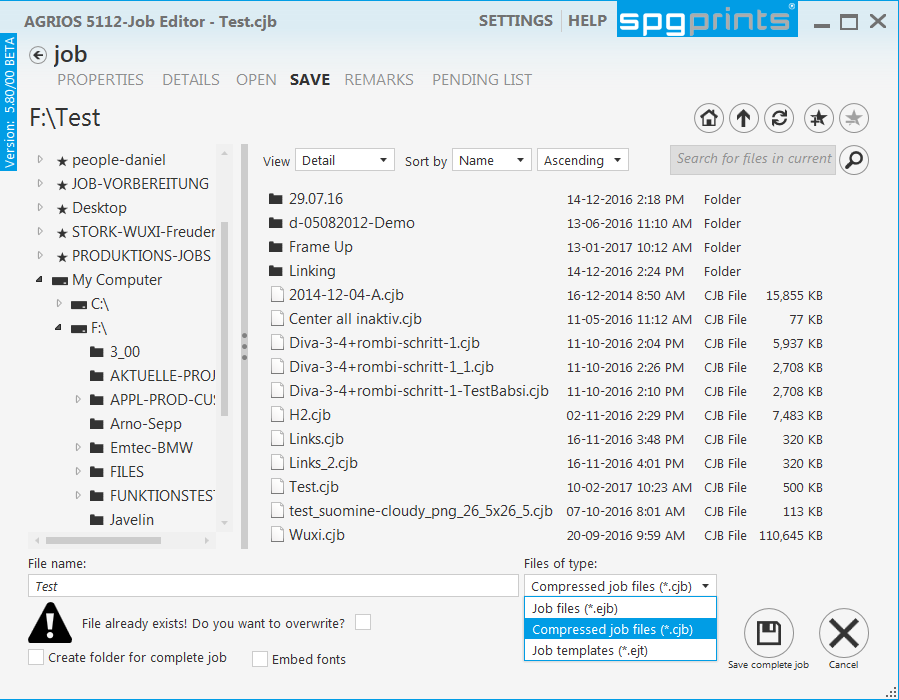 AGRIOS 5112-Job Editor - Test.cjb
SETTINGS HELP
spgprints®
Version: 5.80/00 BETA
job
PROPERTIES DETAILS OPEN SAVE REMARKS PENDING LIST
F:\Test
people-daniel
JOB-VORBEREITUNG
Desktop
STORK-WUXI-Freuder
PRODUKTIONS-JOBS
My Computer
C:\
F:\
3_00
AKTUELLE-PROJ
APPL-PROD-CUS
Arno-Sepp
Emtec-BMW
FILES
FUNKTIONSTEST
Javelin
View Detail Sort by Name Ascending Search for files in current
29.07.16 14-12-2016 2:18 PM Folder
d-05082012-Demo 13-06-2016 11:10 AM Folder
Frame Up 13-01-2017 10:12 AM Folder
Linking 14-12-2016 2:24 PM Folder
2014-12-04-A.cjb 16-12-2014 8:50 AM CJB File 15,855 KB
Center all inaktiv.cjb 11-05-2016 11:12 AM CJB File 77 KB
Diva-3-4+rombi-schritt-1.cjb 11-10-2016 2:04 PM CJB File 5,937 KB
Diva-3-4+rombi-schritt-1_1.cjb 11-10-2016 2:26 PM CJB File 2,708 KB
Diva-3-4+rombi-schritt-1-TestBabsi.cjb 11-10-2016 2:10 PM CJB File 2,708 KB
H2.cjb 02-11-2016 2:29 PM CJB File 7,483 KB
Links.cjb 16-11-2016 3:48 PM CJB File 320 KB
Links_2.cjb 16-11-2016 4:01 PM CJB File 320 KB
Test.cjb 10-02-2017 10:23 AM CJB File 500 KB
test_suomine-cloudy_png_26_5x26_5.cjb 07-10-2016 8:01 AM CJB File 113 KB
Wuxi.cjb 20-09-2016 9:59 AM CJB File 110,645 KB
File name: Files of type:
Test Compressed job files (*.cjb)
Job files (*.ejb)
Compressed job files (*.cjb)
Job templates (*.ejt)
File already exists! Do you want to overwrite?
Create folder for complete job Embed fonts
Save complete job Cancel